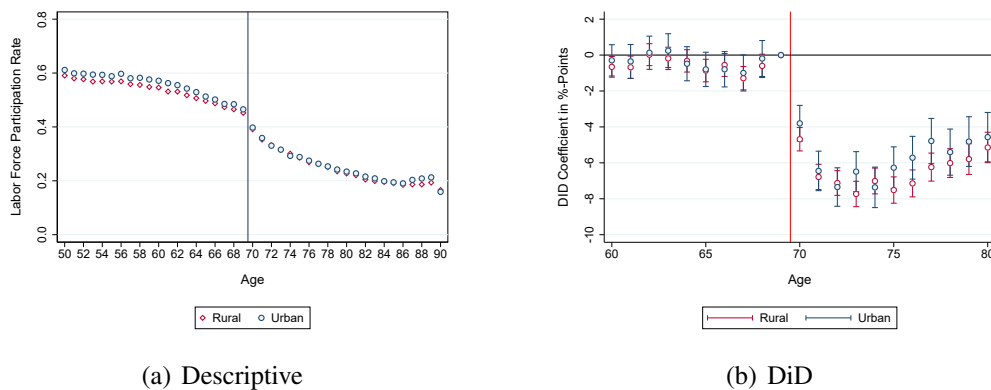 Labor Force Participation Rate
0.8
0.6
0.4
0.2
0.0
50 52 54 56 58 60 62 64 66 68 70 72 74 76 78 80 82 84 86 88 90
Age
Rural Urban
(a) Descriptive
DID Coefficient in %-Points
2
0
-2
-4
-6
-8
-10
60 65 70 75 80
Age
Rural Urban
(b) DiD